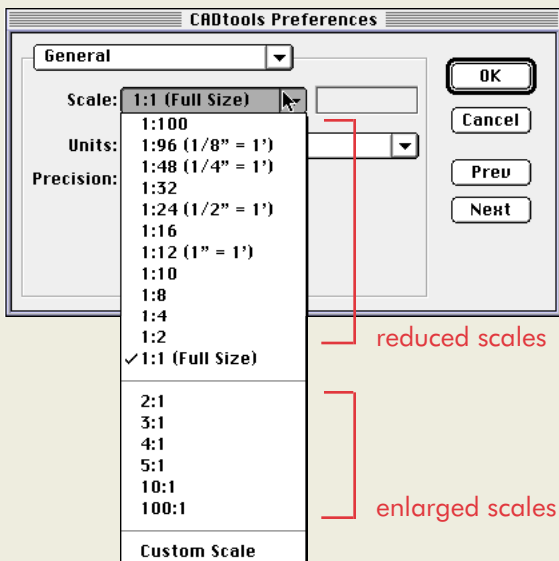 CADtools Preferences
General
OK
Scale: 1:1 (Full Size)
Cancel
1:100
Units:
1:96 (1/8” = 1’)
1:48 (1/4” = 1’)
Prev
Precision:
1:32
1:24 (1/2” = 1’)
Next
1:16
1:12 (1” = 1’)
1:10
1:8
1:4
1:2
reduced scales
✓1:1 (Full Size)
2:1
3:1
4:1
5:1
10:1
100:1
enlarged scales
Custom Scale